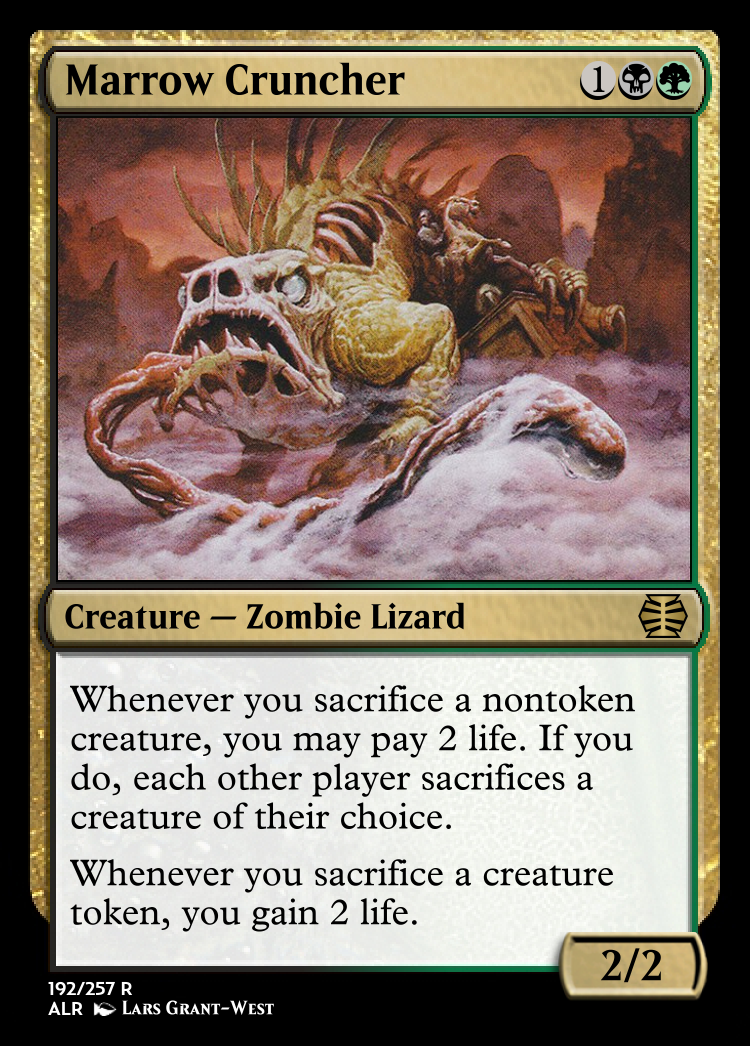 Marrow Cruncher
1
Creature — Zombie Lizard
Whenever you sacrifice a nontoken
creature, you may pay 2 life. If you
do, each other player sacrifices a
creature of their choice.
Whenever you sacrifice a creature
token, you gain 2 life.
2/2
192/257 R
ALR Lars Grant-West